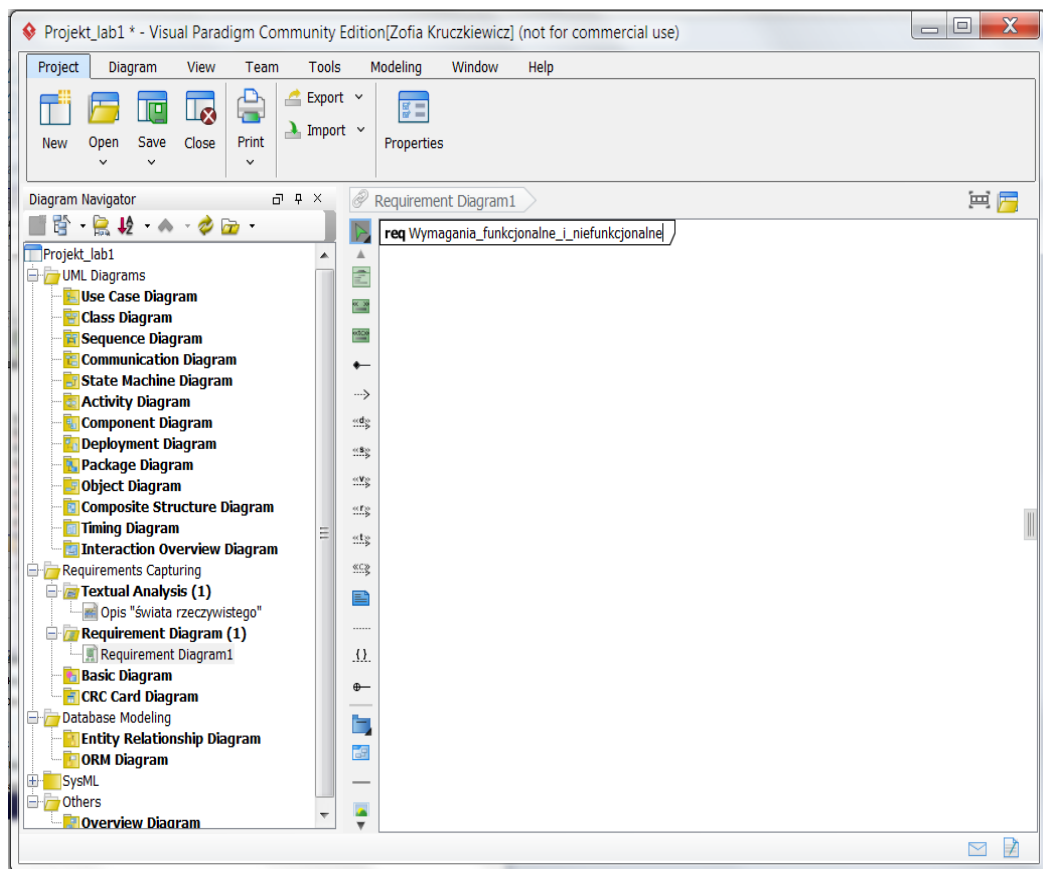 Projekt_lab1 * - Visual Paradigm Community Edition[Zofia Kruczkiewicz] (not for commercial use)
Project Diagram View Team Tools Modeling Window Help
New Open Save Close Print Export Import Properties
Diagram Navigator
Requirement Diagram1
req Wymagania_funkcjonalne_i_niefunkcjonalne
Projekt_lab1
UML Diagrams
Use Case Diagram
Class Diagram
Sequence Diagram
Communication Diagram
State Machine Diagram
Activity Diagram
Component Diagram
Deployment Diagram
Package Diagram
Object Diagram
Composite Structure Diagram
Timing Diagram
Interaction Overview Diagram
Requirements Capturing
Textual Analysis (1)
Opis "świata rzeczywistego"
Requirement Diagram (1)
Requirement Diagram1
Basic Diagram
CRC Card Diagram
Database Modeling
Entity Relationship Diagram
ORM Diagram
SysML
Others
Overview Diagram
«d»
«s»
«v»
«r»
«t»
«c»
{}